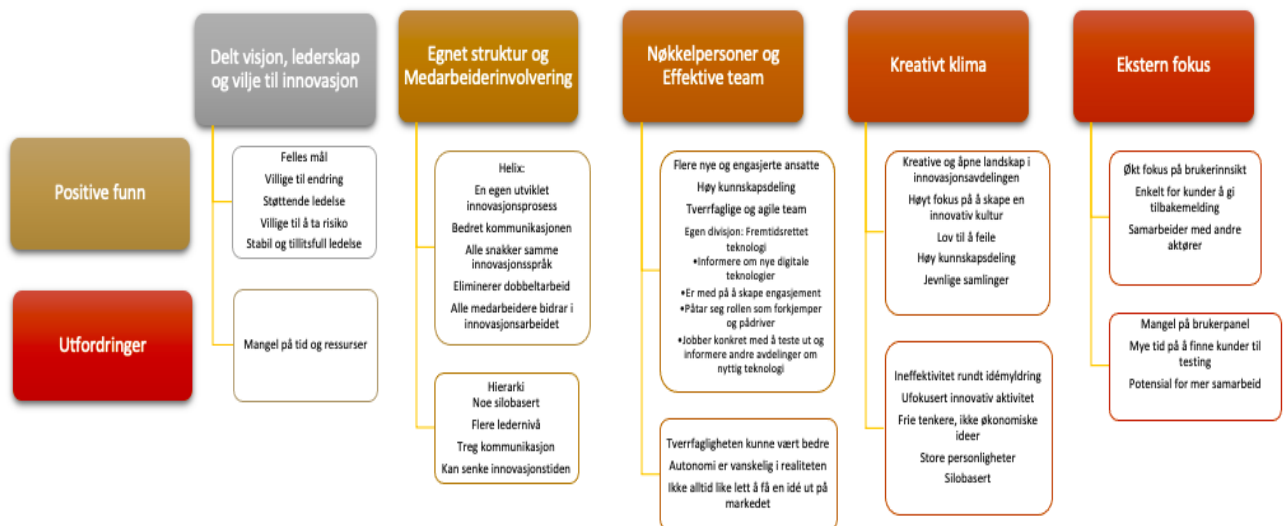 Delt visjon, lederskap
og vilje til innovasjon
Egnet struktur og
Medarbeiderinvolvering
Nøkkelpersoner og
Effektive team
Kreativt klima
Ekstern fokus
Positive funn
Felles mål
Villige til endring
Støttende ledelse
Villige til å ta risiko
Stabil og tillitsfull ledelse
Helix:
En egen utviklet
innovasjonsprosess
Bedret kommunikasjonen
Alle snakker samme
innovasjonsspråk
Eliminerer dobbeltarbeid
Alle medarbeidere bidrar i
innovasjonsarbeidet
Flere nye og engasjerte ansatte
Høy kunnskapsdeling
Tverrfaglige og agile team
Egen divisjon: Fremtidsrettet
teknologi
•Informere om nye digitale
teknologier
•Er med på å skape engasjement
•Påtar seg rollen som forkjemper
og pådriver
•Jobber konkret med å teste ut og
informere andre avdelinger om
nyttig teknologi
Kreative og åpne landskap i
innovasjonsavdelingen
Høyt fokus på å skape en
innovativ kultur
Lov til å feile
Høy kunnskapsdeling
Jevnlige samlinger
Økt fokus på brukerinnsikt
Enkelt for kunder å gi
tilbakemelding
Samarbeider med andre
aktører
Utfordringer
Mangel på tid og ressurser
Hierarki
Noe silobasert
Flere ledernivå
Treg kommunikasjon
Kan senke innovasjonstiden
Tverrfagligheten kunne vært bedre
Autonomi er vanskelig i realiteten
Ikke alltid like lett å få en idé ut på
markedet
Ineffektivitet rundt idémyldring
Ufokusert innovativ aktivitet
Frie tenkere, ikke økonomiske
ideer
Store personligheter
Silobasert
Mangel på brukerpanel
Mye tid på å finne kunder til
testing
Potensial for mer samarbeid